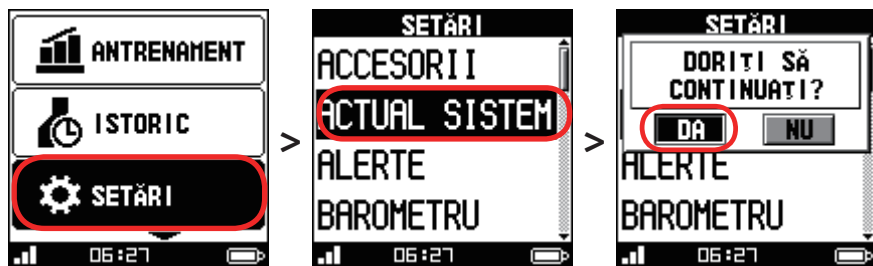 ANTRENAMENT
ISTORIC
SETĂRI
06:27
>
SETĂRI
ACCESORII
ACTUAL SISTEM
ALERTE
BAROMETRU
06:27
>
SETĂRI
DORIȚI SĂ
CONTINUAȚI?
DA NU
ALERTE
BAROMETRU
06:27